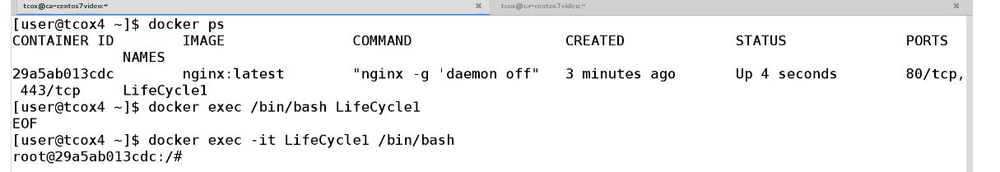 tcox@ca-centos7video:~ × tcox@ca-centos7video:~ ×
[user@tcox4 ~]$ docker ps
CONTAINER ID        IMAGE               COMMAND                  CREATED             STATUS              PORTS
             NAMES
29a5ab013cdc        nginx:latest        "nginx -g 'daemon off"   3 minutes ago       Up 4 seconds        80/tcp,
 443/tcp     LifeCycle1
[user@tcox4 ~]$ docker exec /bin/bash LifeCycle1
EOF
[user@tcox4 ~]$ docker exec -it LifeCycle1 /bin/bash
root@29a5ab013cdc:/#